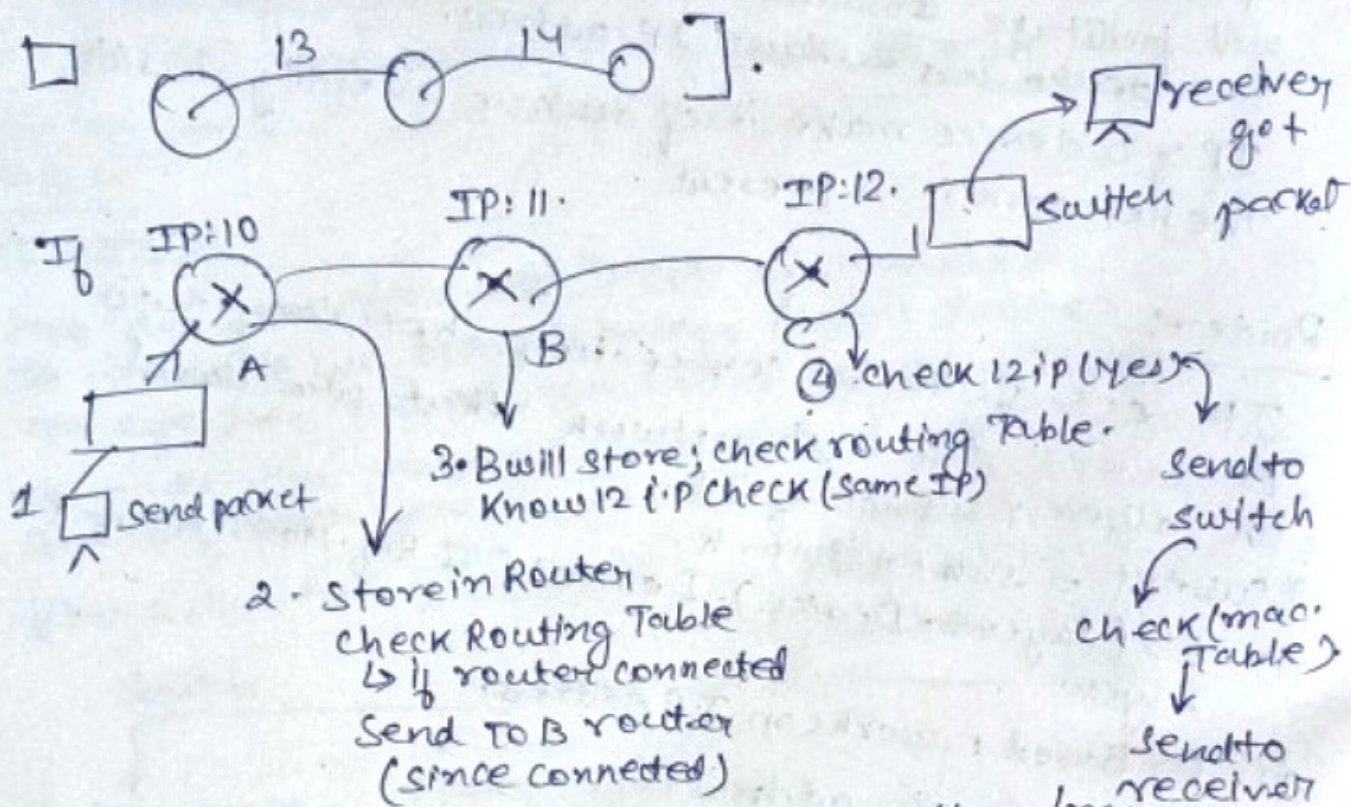 13
14
].
receiver
got
packet
If
IP:10
IP: 11.
IP:12.
switch
A
B
C
1
send packet
2 - Store in Router
check Routing Table
↳ if router connected
Send TO B router
(since connected)
3. B will store; check routing Table.
Know 12 i.p check (same IP)
④ check 12 ip (yes)
send to
switch
check (mac.
Table)
send to
receiver